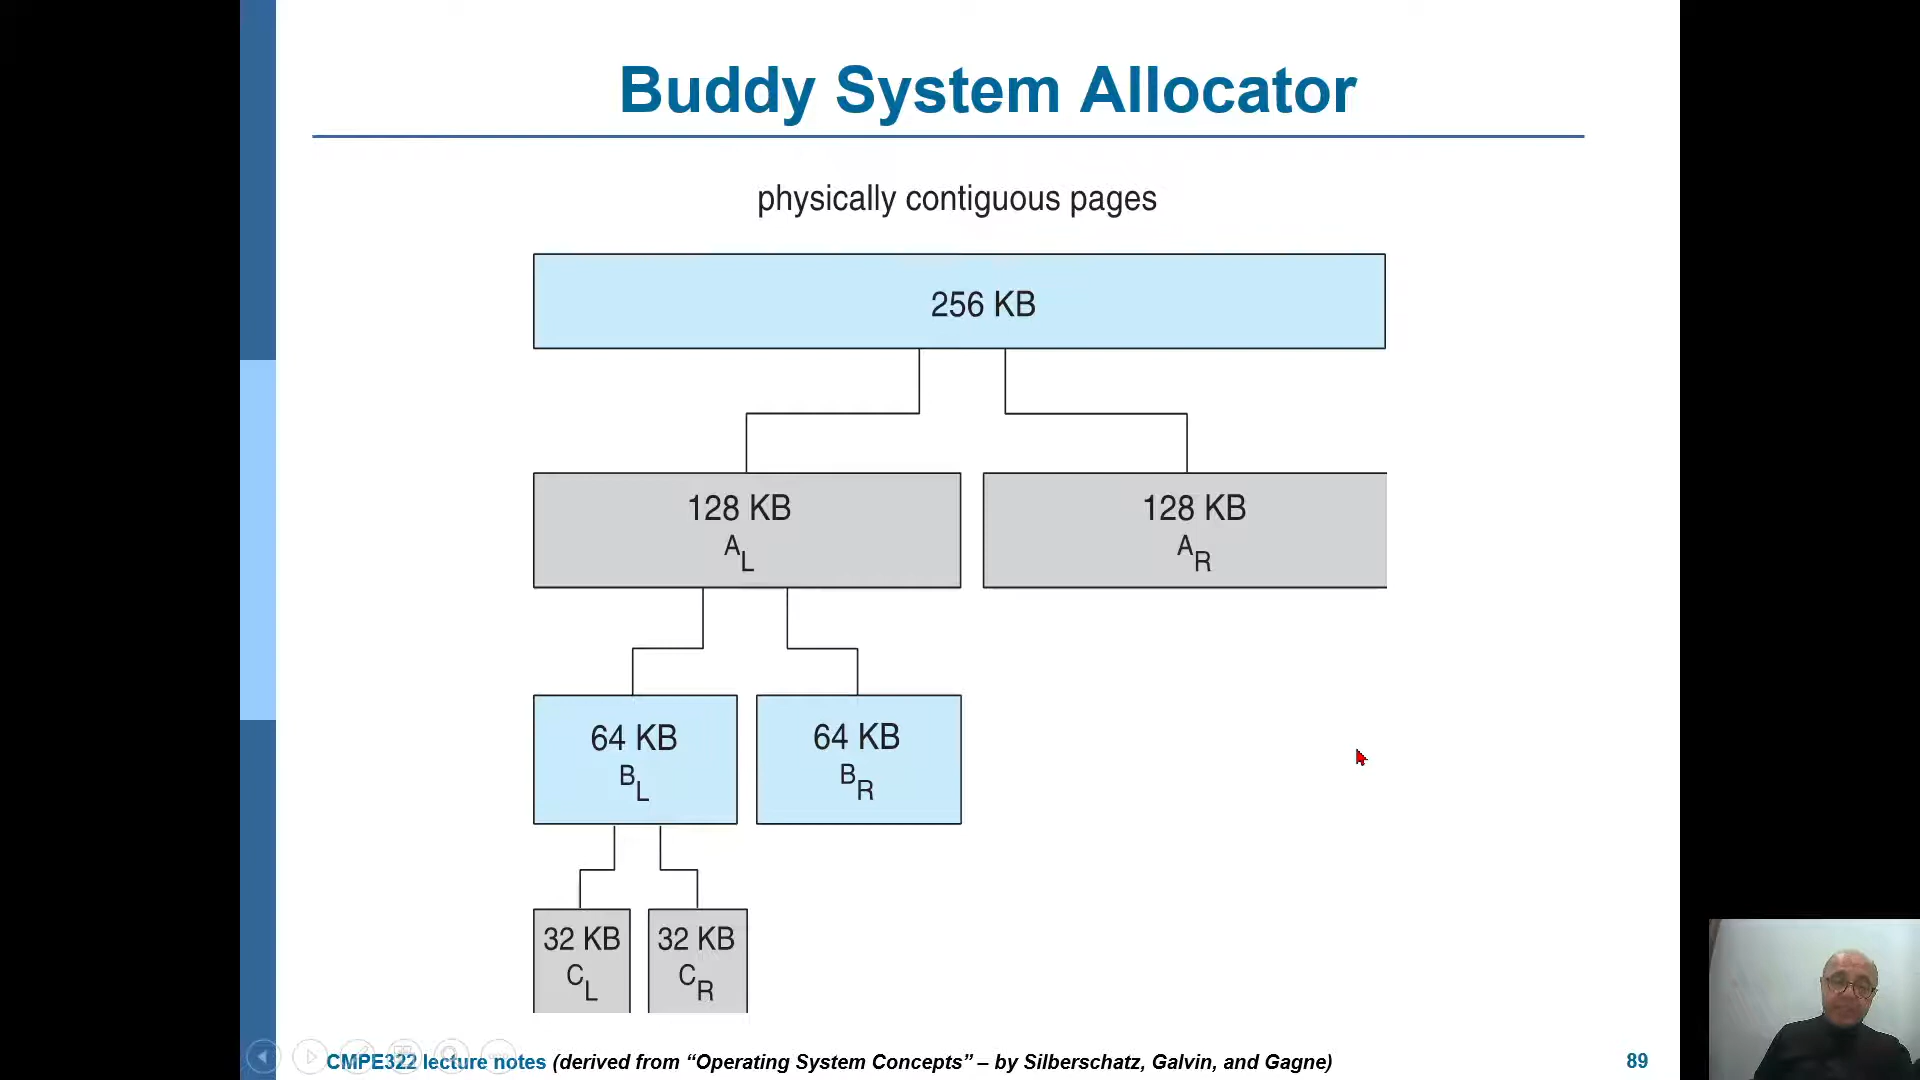 Buddy System Allocator
physically contiguous pages
256 KB
128 KB
A L
128 KB
A R
64 KB
B L
64 KB
B R
32 KB
C L
32 KB
C R
CMPE322 lecture notes (derived from “Operating System Concepts” – by Silberschatz, Galvin, and Gagne)
89